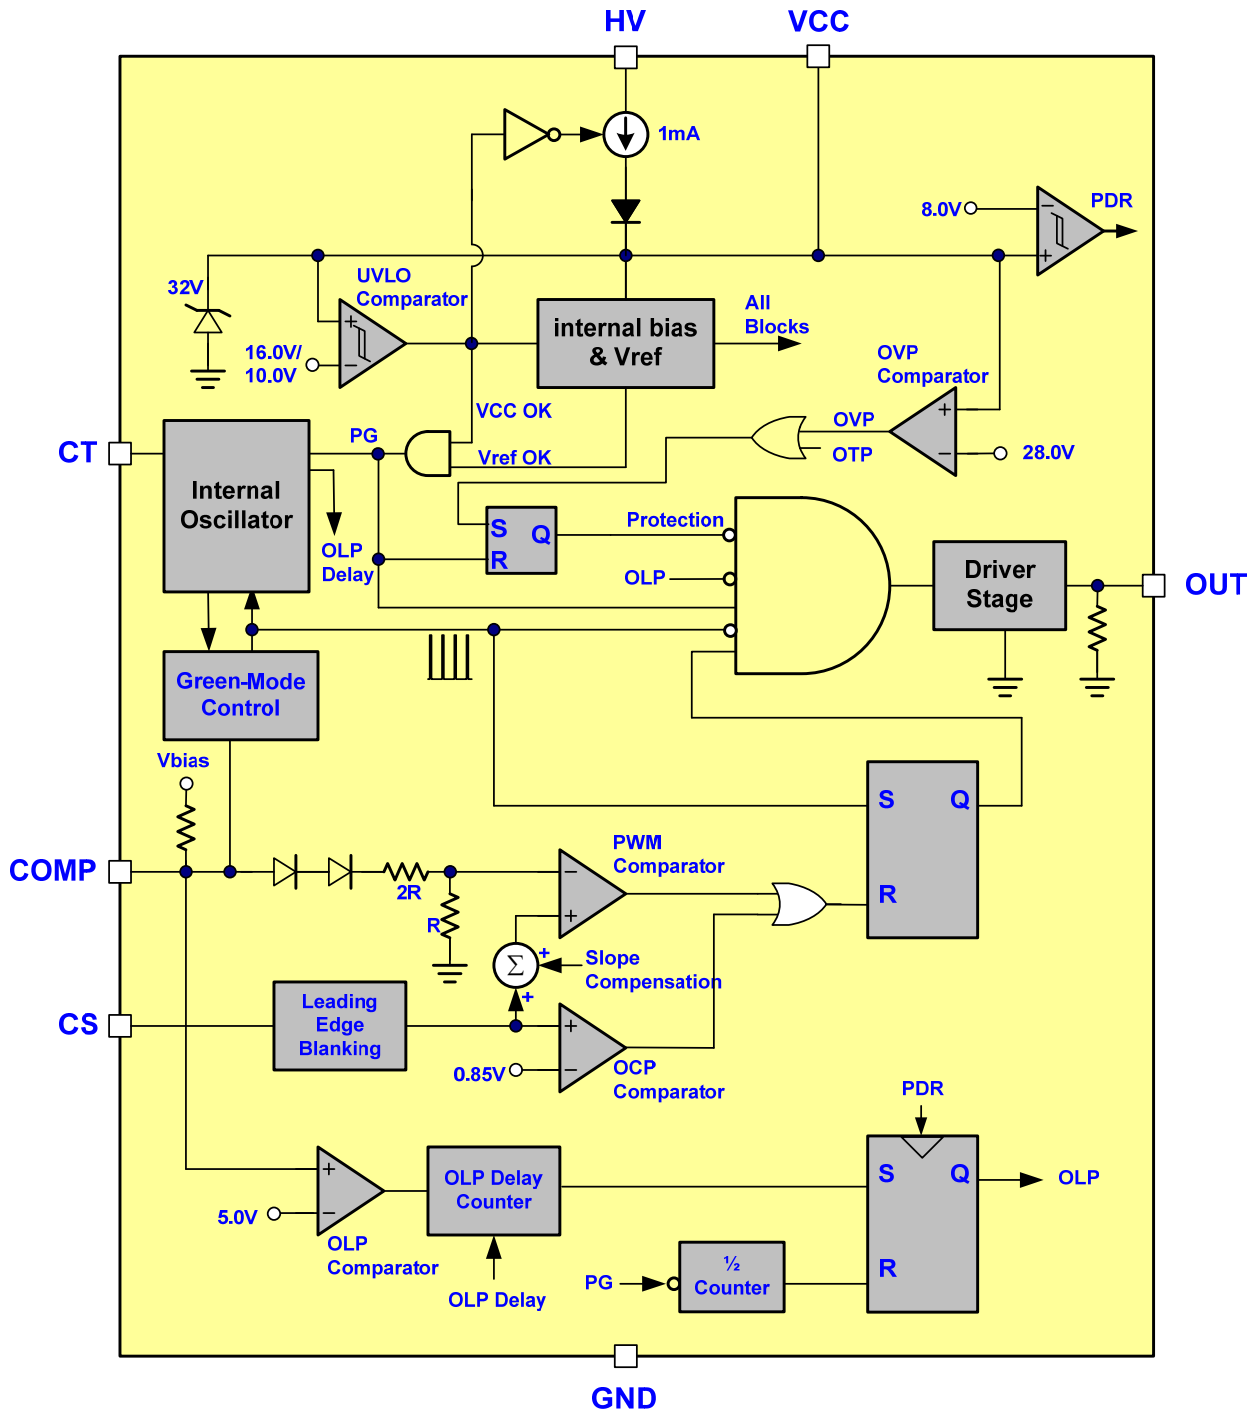 HV
VCC
1mA
8.0V
PDR
32V
UVLO
Comparator
16.0V/
10.0V
internal bias
& Vref
All
Blocks
OVP
Comparator
VCC OK
OVP
OTP
28.0V
CT
PG
Vref OK
Internal
Oscillator
OLP
Delay
S
Q
R
Protection
OLP
Driver
Stage
OUT
Green-Mode
Control
Vbias
S
Q
R
COMP
2R
R
PWM
Comparator
Σ
+
+
Slope
Compensation
CS
Leading
Edge
Blanking
0.85V
OCP
Comparator
PDR
S
Q
R
OLP
OLP Delay
Counter
5.0V
OLP
Comparator
OLP Delay
PG
½
Counter
GND